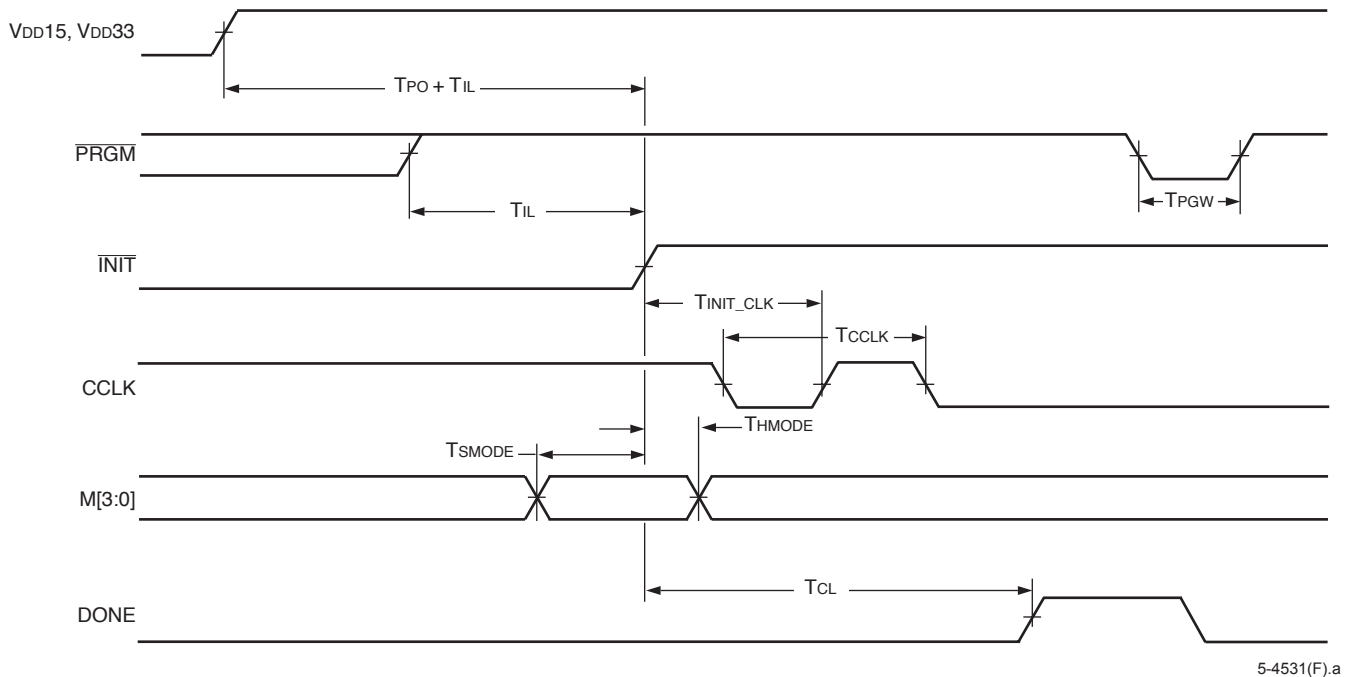 VDD15, VDD33
TPO + TIL
PRGM
TIL
TPGW
INIT
TINIT_CLK
TCCLK
CCLK
THMODE
TSMODE
M[3:0]
TCL
DONE
5-4531(F).a